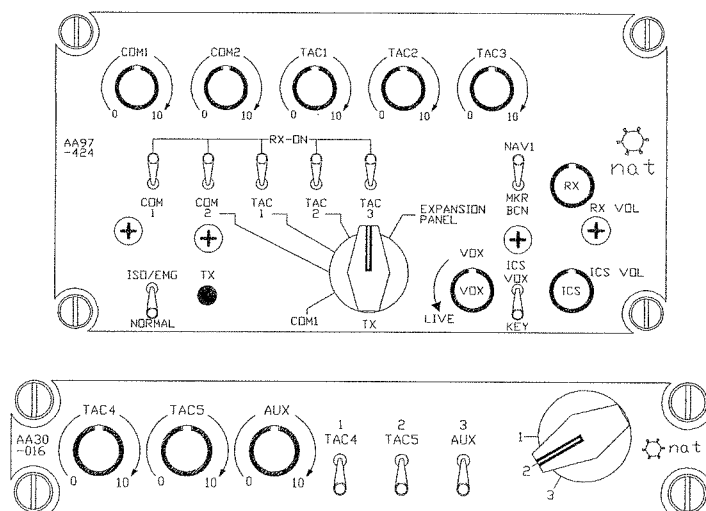 COM1 COM2 TAC1 TAC2 TAC3
0 10 0 10 0 10 0 10 0 10
AA97
-424
RX-ON
NAV1
nat
COM
1
COM
2
TAC
1
TAC
2
TAC
3
EXPANSION
PANEL
MKR
BCN
RX
RX VOL
ISO/EMG
NORMAL
TX
COM1
TX
VOX
VOX
LIVE
ICS
VOX
KEY
ICS VOL
ICS
TAC4 TAC5 AUX
0 10 0 10 0 10
AA30
-016
1
TAC4
2
TAC5
3
AUX
1
2
3
nat